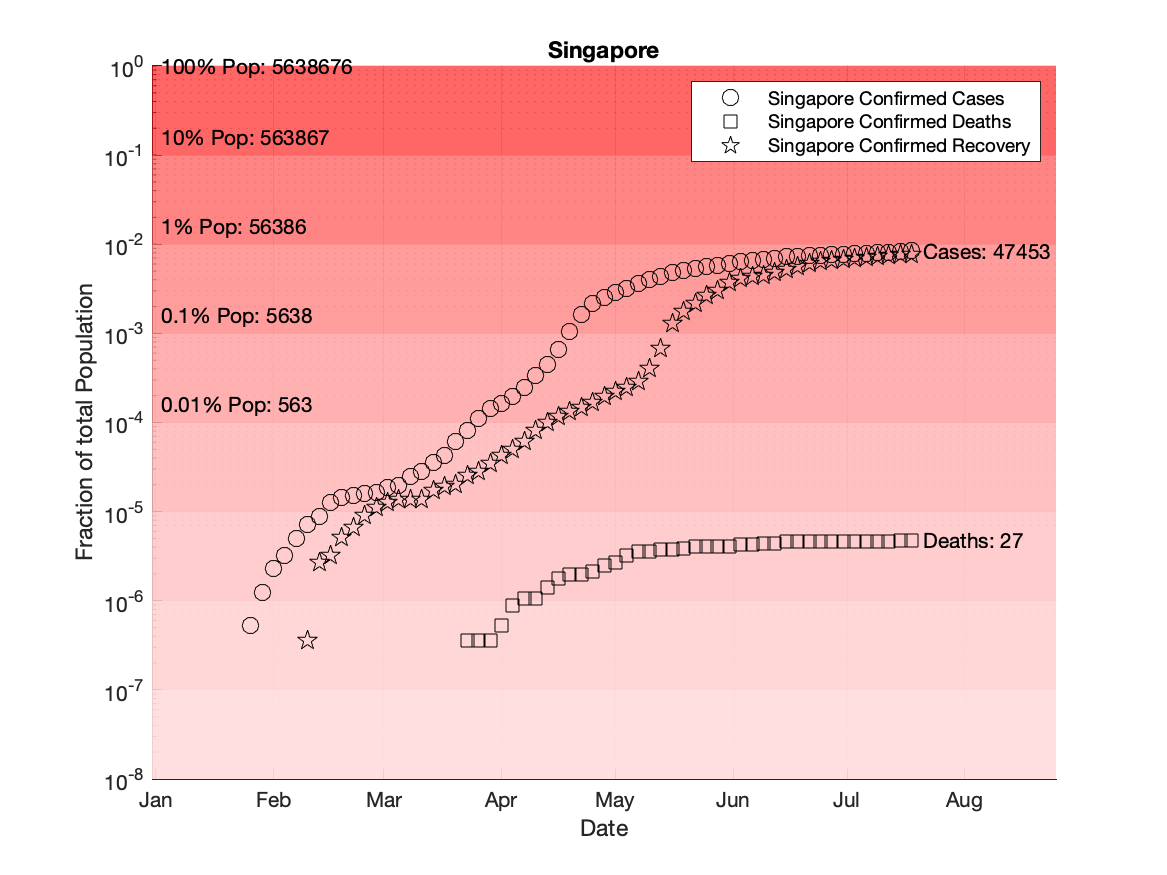 Singapore
10^0
100% Pop: 5638676
Singapore Confirmed Cases
Singapore Confirmed Deaths
Singapore Confirmed Recovery
10% Pop: 563867
10^-1
1% Pop: 56386
10^-2
Cases: 47453
0.1% Pop: 5638
10^-3
0.01% Pop: 563
10^-4
10^-5
Deaths: 27
10^-6
10^-7
10^-8
Fraction of total Population
Jan Feb Mar Apr May Jun Jul Aug
Date